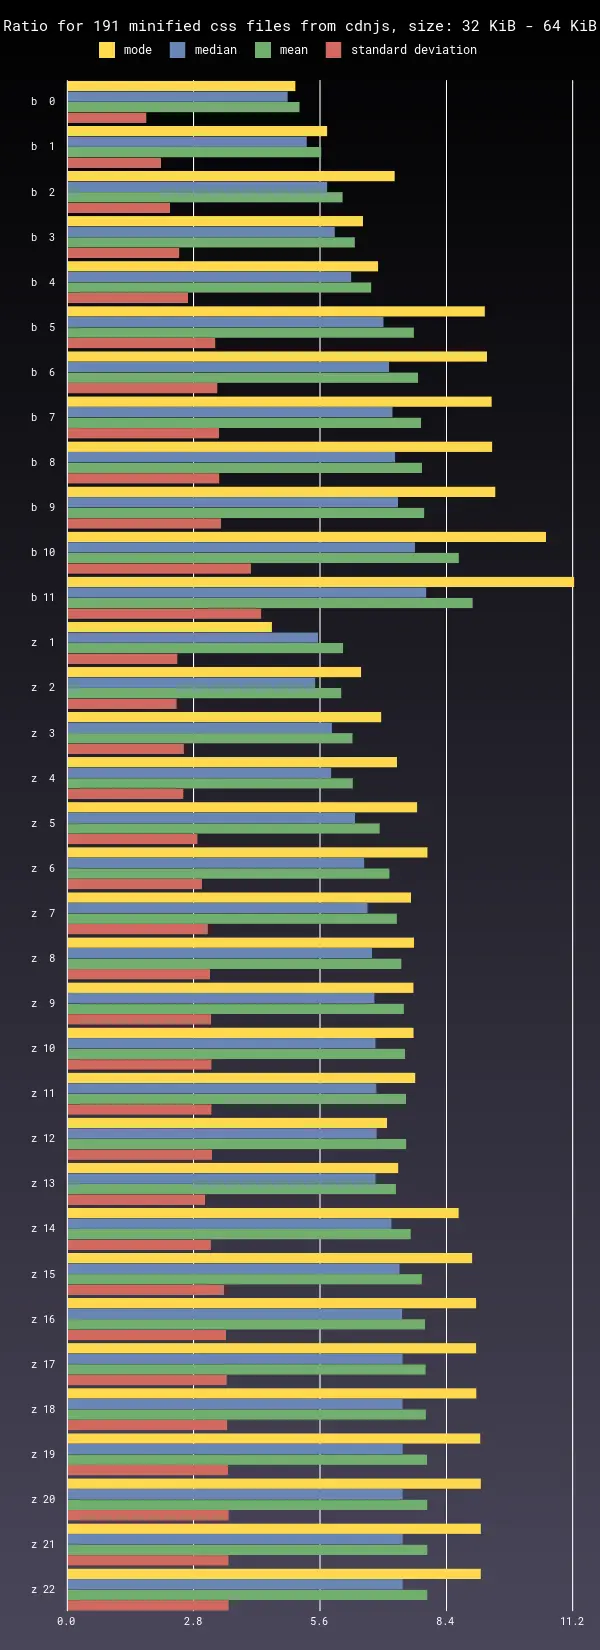 Ratio for 191 minified css files from cdnjs, size: 32 KiB - 64 KiB
mode median mean standard deviation
b 0
b 1
b 2
b 3
b 4
b 5
b 6
b 7
b 8
b 9
b 10
b 11
z 1
z 2
z 3
z 4
z 5
z 6
z 7
z 8
z 9
z 10
z 11
z 12
z 13
z 14
z 15
z 16
z 17
z 18
z 19
z 20
z 21
z 22
0.0 2.8 5.6 8.4 11.2